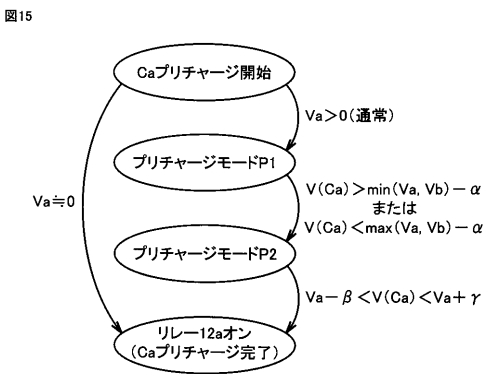 図15
Caプリチャージ開始
Va>0(通常)
プリチャージモードP1
Va≒0
V(Ca)>min(Va, Vb)-α
または
V(Ca)<max(Va, Vb)-α
プリチャージモードP2
Va-β<V(Ca)<Va+γ
リレー12aオン
(Caプリチャージ完了)